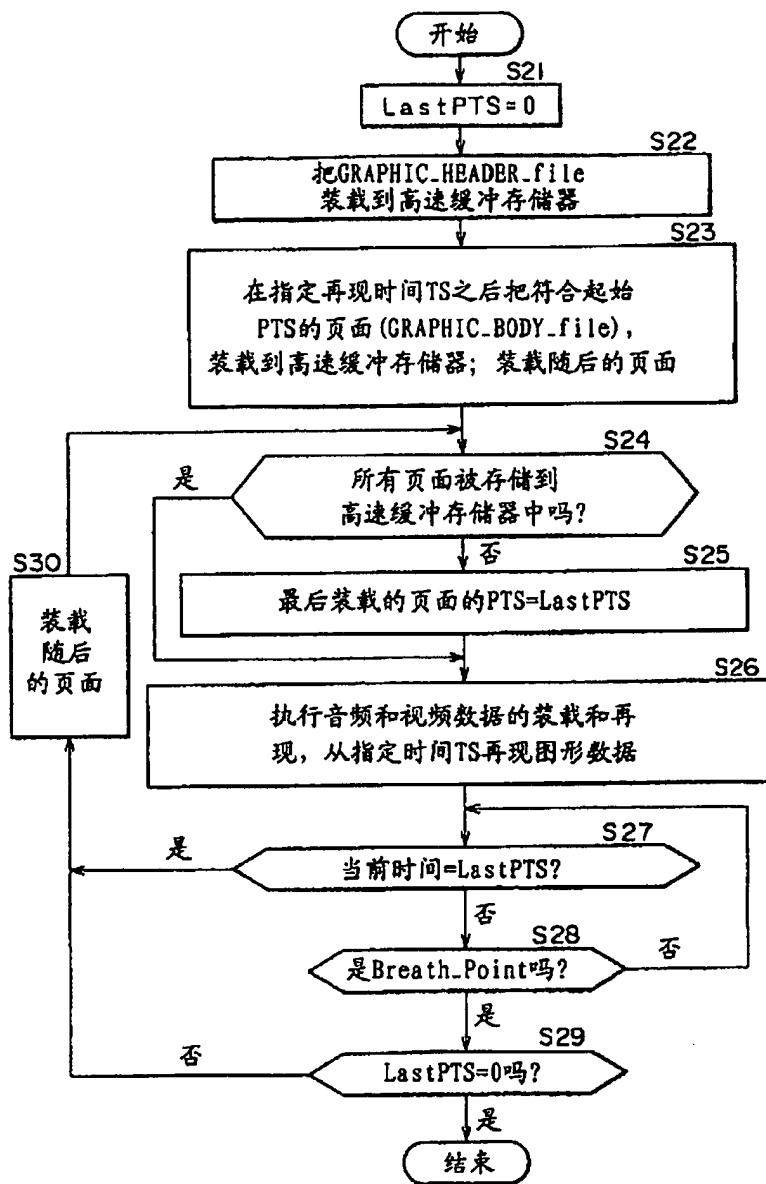 开始
S21
LastPTS=0
S22
把GRAPHIC_HEADER_file
装载到高速缓冲存储器
S23
在指定再现时间TS之后把符合起始
PTS的页面(GRAPHIC_BODY_file),
装载到高速缓冲存储器; 装载随后的页面
S24
是
所有页面被存储到
高速缓冲存储器中吗?
否
S30
装载
随后
的页面
S25
最后装载的页面的PTS=LastPTS
S26
执行音频和视频数据的装载和再
现, 从指定时间TS再现图形数据
S27
是
当前时间=LastPTS?
否
S28
是Breath_Point吗?
否
是
S29
否
LastPTS=0吗?
是
结束